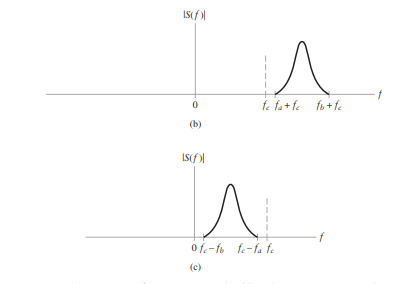 |S(f)|
f
0
f_c f_a + f_c f_b + f_c
(b)
|S(f)|
f
0 f_c – f_b f_c – f_a f_c
(c)